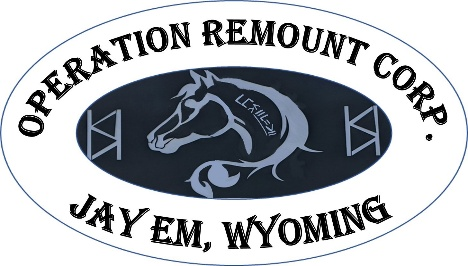 OPERATION REMOUNT CORP.
JAY EM, WYOMING